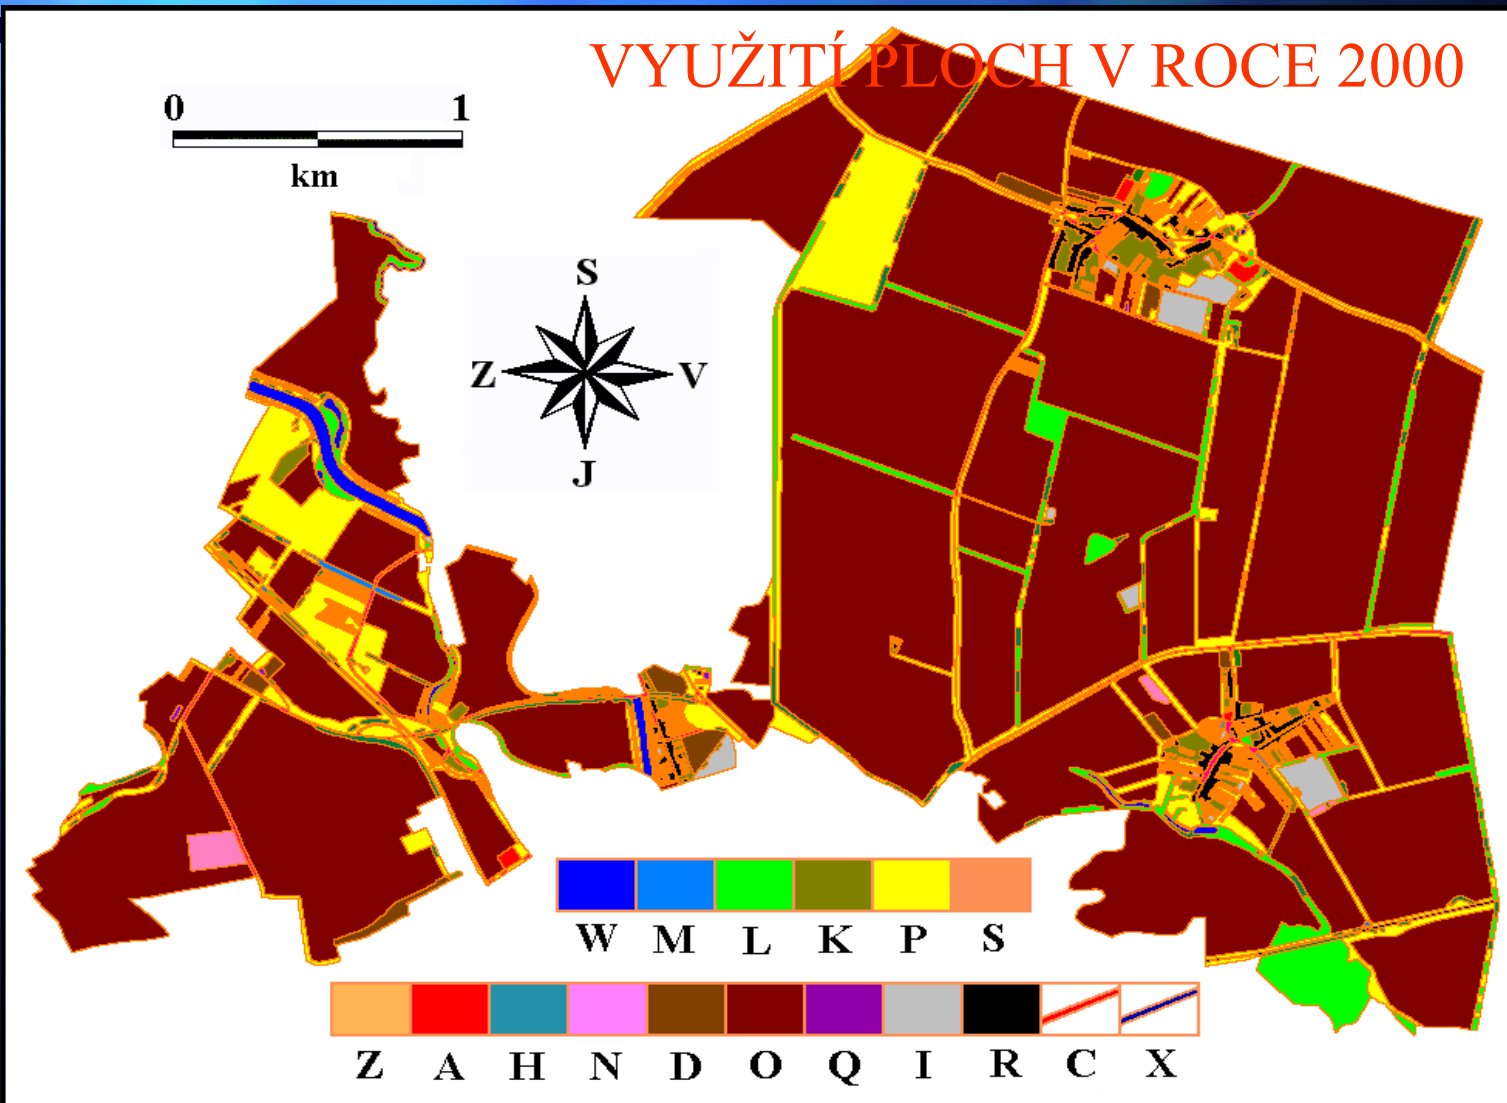 VYUŽITÍ PLOCH V ROCE 2000
0 1
km
S
Z V
J
W M L K P S
Z A H N D O Q I R C X